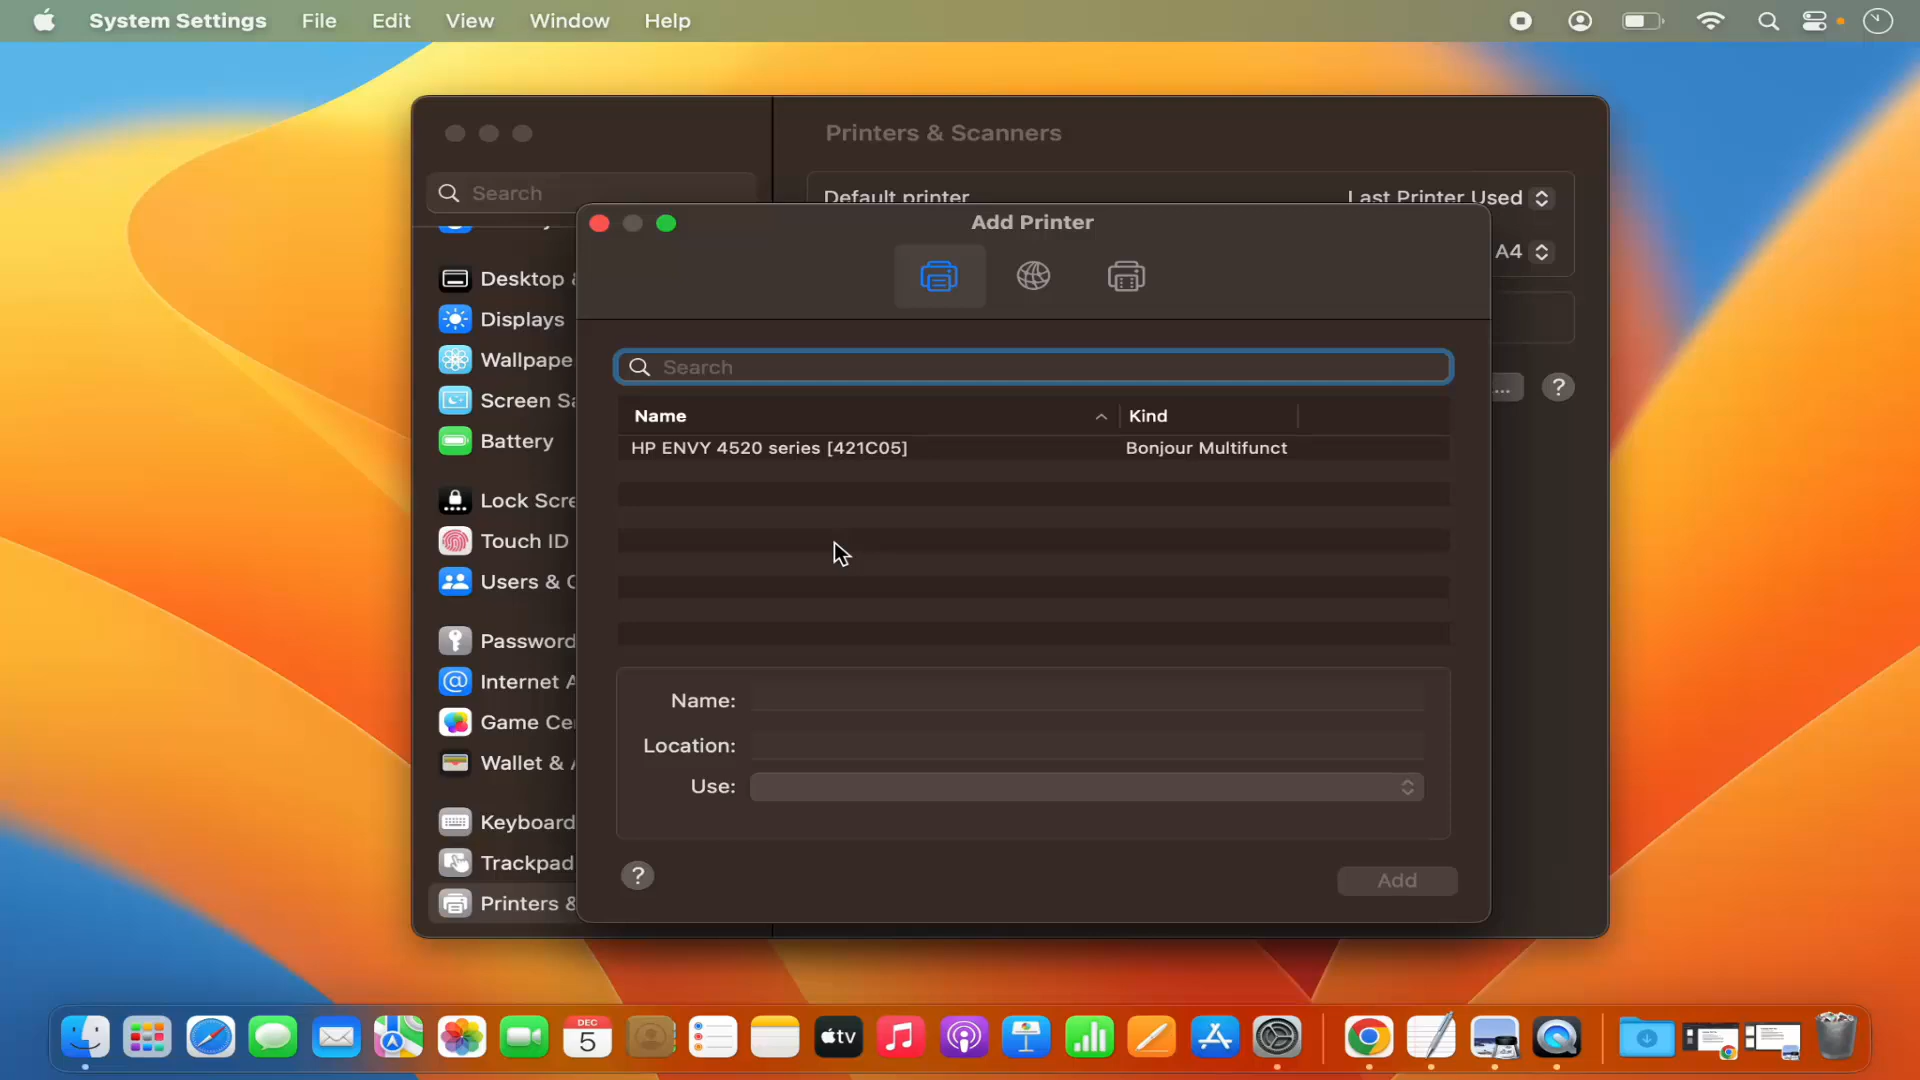 System Settings File Edit View Window Help
Printers & Scanners
Search
Default printer Last Printer Used
A4
Add Printer
Desktop &
Displays
Wallpape
Screen Sa
Battery
Lock Scre
Touch ID
Users & G
Password
Internet A
Game Ce
Wallet & A
Keyboard
Trackpad
Printers &
Search
Name Kind
HP ENVY 4520 series [421C05] Bonjour Multifunct
Name:
Location:
Use:
? Add
... ?
DEC
5
tv